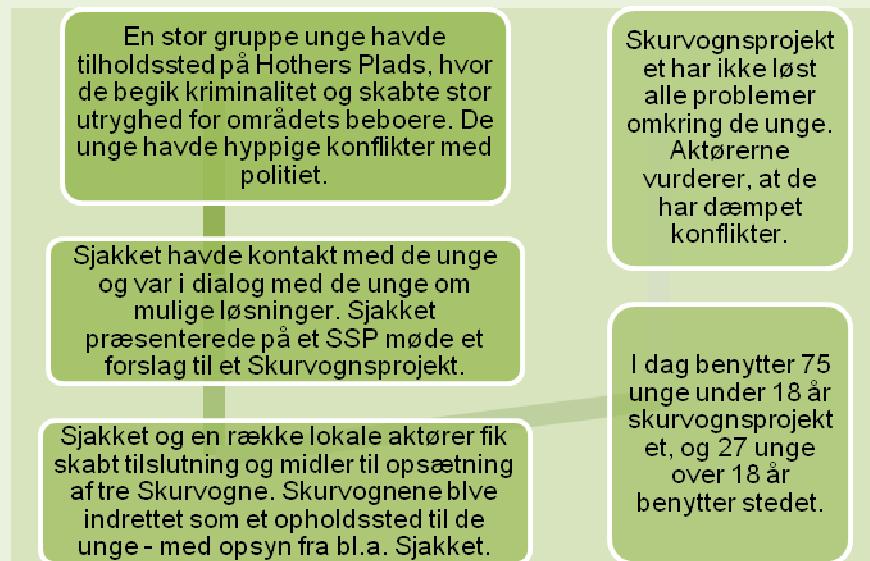 En stor gruppe unge havde
tilholdssted på Hothers Plads, hvor
de begik kriminalitet og skabte stor
utryghed for områdets beboere. De
unge havde hyppige konflikter med
politiet.
Sjakket havde kontakt med de unge
og var i dialog med de unge om
mulige løsninger. Sjakket
præsenterede på et SSP møde et
forslag til et Skurvognsprojekt.
Sjakket og en række lokale aktører fik
skabt tilslutning og midler til opsætning
af tre Skurvogne. Skurvognene blve
indrettet som et opholdssted til de
unge - med opsyn fra bl.a. Sjakket.
I dag benytter 75
unge under 18 år
skurvognsprojekt
et, og 27 unge
over 18 år
benytter stedet.
Skurvognsprojekt
et har ikke løst
alle problemer
omkring de unge.
Aktørerne
vurderer, at de
har dæmpet
konflikter.